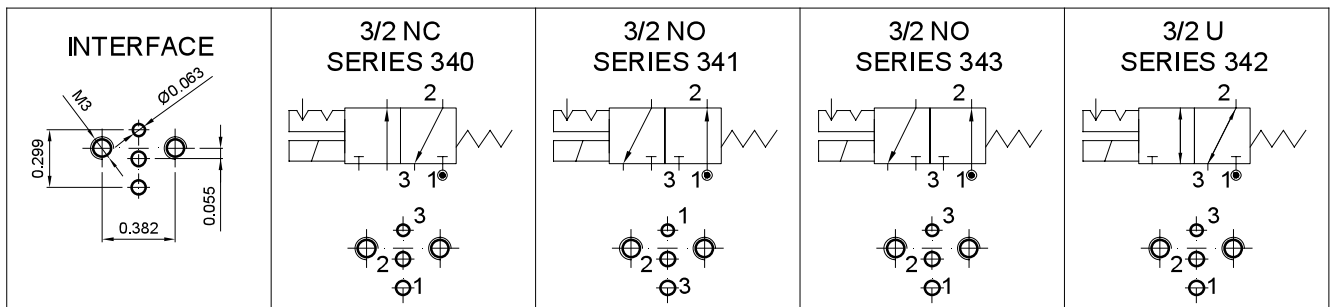 INTERFACE
M3
Ø0.063
0.299
0.055
0.382
3/2 NC
SERIES 340
2
3 1
3
2
1
3/2 NO
SERIES 341
2
3 1
1
2
3
3/2 NO
SERIES 343
2
3 1
3
2
1
3/2 U
SERIES 342
2
3 1
3
2
1